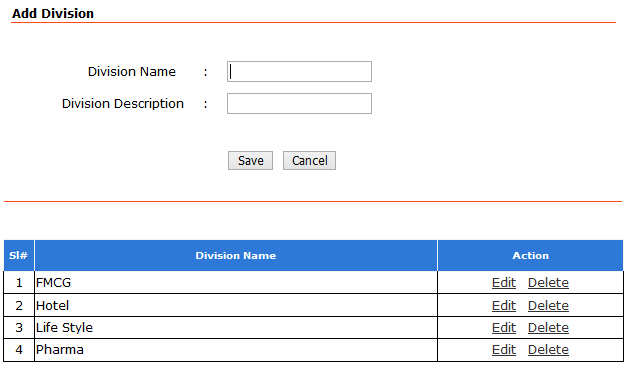 Add Division
Division Name :
Division Description :
Save Cancel
Sl# Division Name Action
1 FMCG Edit Delete
2 Hotel Edit Delete
3 Life Style Edit Delete
4 Pharma Edit Delete